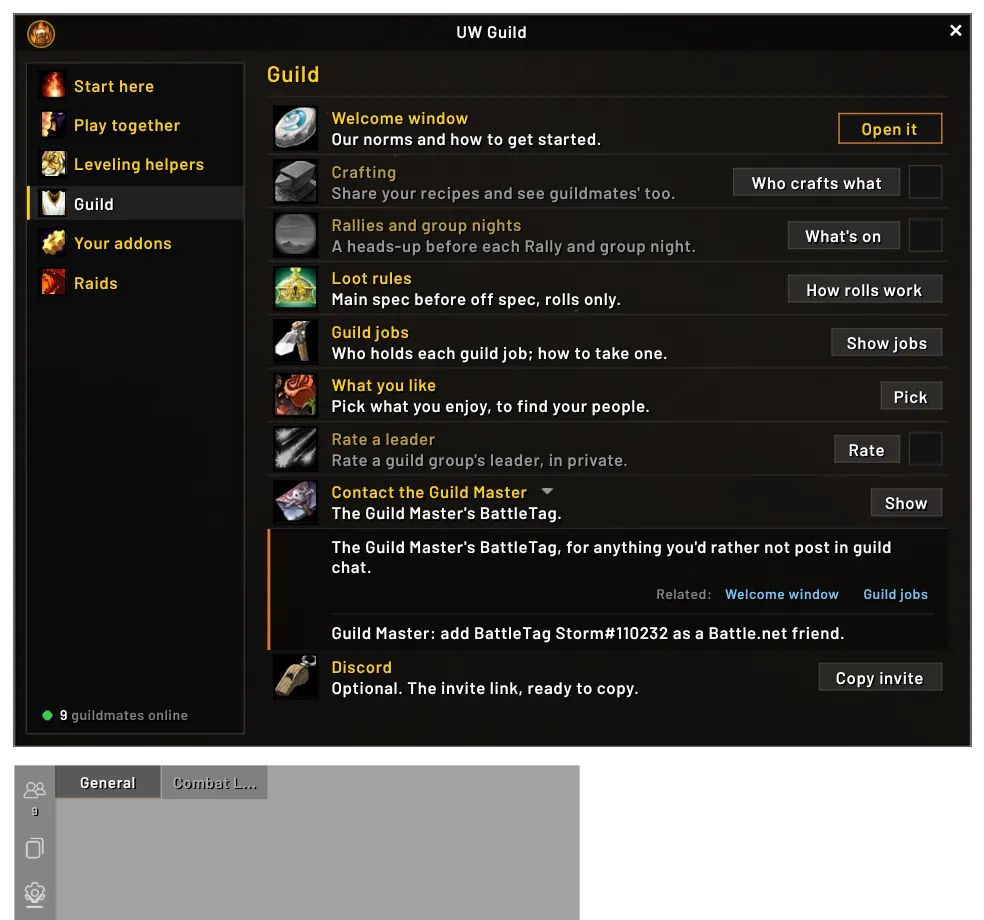 UW Guild
Start here
Play together
Leveling helpers
Guild
Your addons
Raids
9 guildmates online
Guild
Welcome window
Our norms and how to get started.
Open it
Crafting
Share your recipes and see guildmates' too.
Who crafts what
Rallies and group nights
A heads-up before each Rally and group night.
What's on
Loot rules
Main spec before off spec, rolls only.
How rolls work
Guild jobs
Who holds each guild job; how to take one.
Show jobs
What you like
Pick what you enjoy, to find your people.
Pick
Rate a leader
Rate a guild group's leader, in private.
Rate
Contact the Guild Master
The Guild Master's BattleTag.
Show
The Guild Master's BattleTag, for anything you'd rather not post in guild
chat.
Related: Welcome window Guild jobs
Guild Master: add BattleTag Storm#110232 as a Battle.net friend.
Discord
Optional. The invite link, ready to copy.
Copy invite
General
Combat L...
9